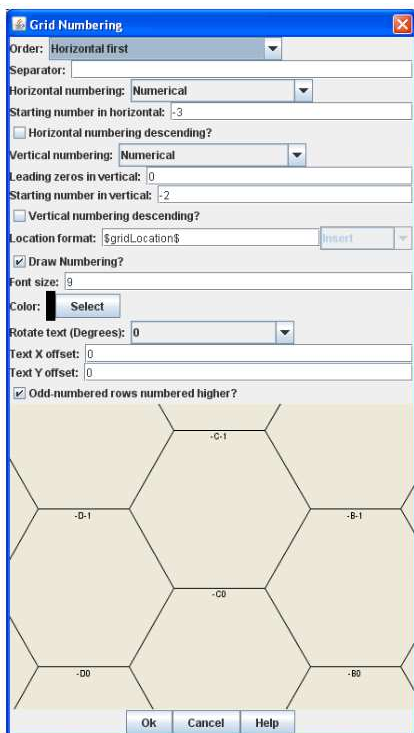 Grid Numbering
Order: Horizontal first
Separator:
Horizontal numbering: Numerical
Starting number in horizontal: -3
Horizontal numbering descending?
Vertical numbering: Numerical
Leading zeros in vertical: 0
Starting number in vertical: -2
Vertical numbering descending?
Location format: $gridLocation$ Insert
Draw Numbering?
Font size: 9
Color: Select
Rotate text (Degrees): 0
Text X offset: 0
Text Y offset: 0
Odd-numbered rows numbered higher?
-C-1
-D-1 -B-1
-C0
-D0 -B0
Ok Cancel Help